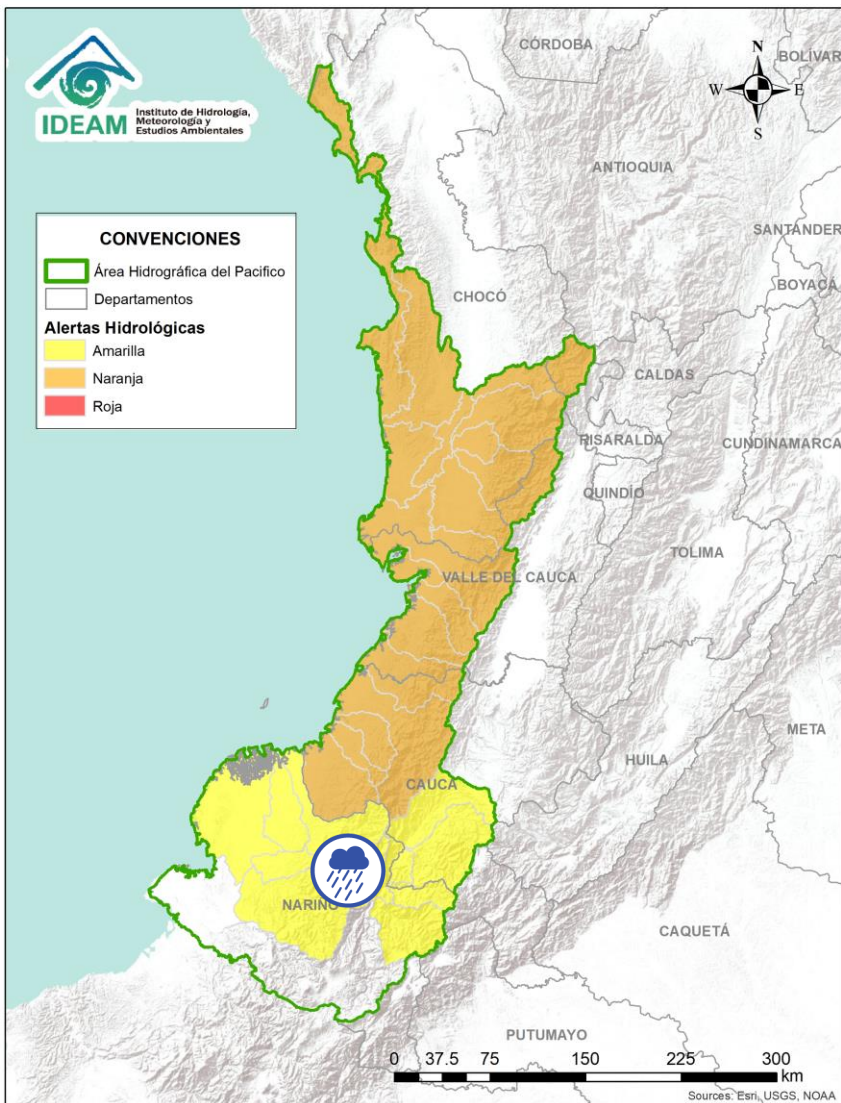 IDEAM
Instituto de Hidrología,
Meteorología y
Estudios Ambientales
N
W
E
S
CÓRDOBA
BOLÍVAR
ANTIOQUIA
SANTANDER
BOYACÁ
CHOCÓ
CALDAS
RISARALDA
CUNDINAMARCA
QUINDÍO
TOLIMA
VALLE DEL CAUCA
META
HUILA
CAUCA
NARIÑO
CAQUETÁ
PUTUMAYO
CONVENCIONES
Área Hidrográfica del Pacifico
Departamentos
Alertas Hidrológicas
Amarilla
Naranja
Roja
0 37.5 75 150 225 300
km
Sources: Esri, USGS, NOAA